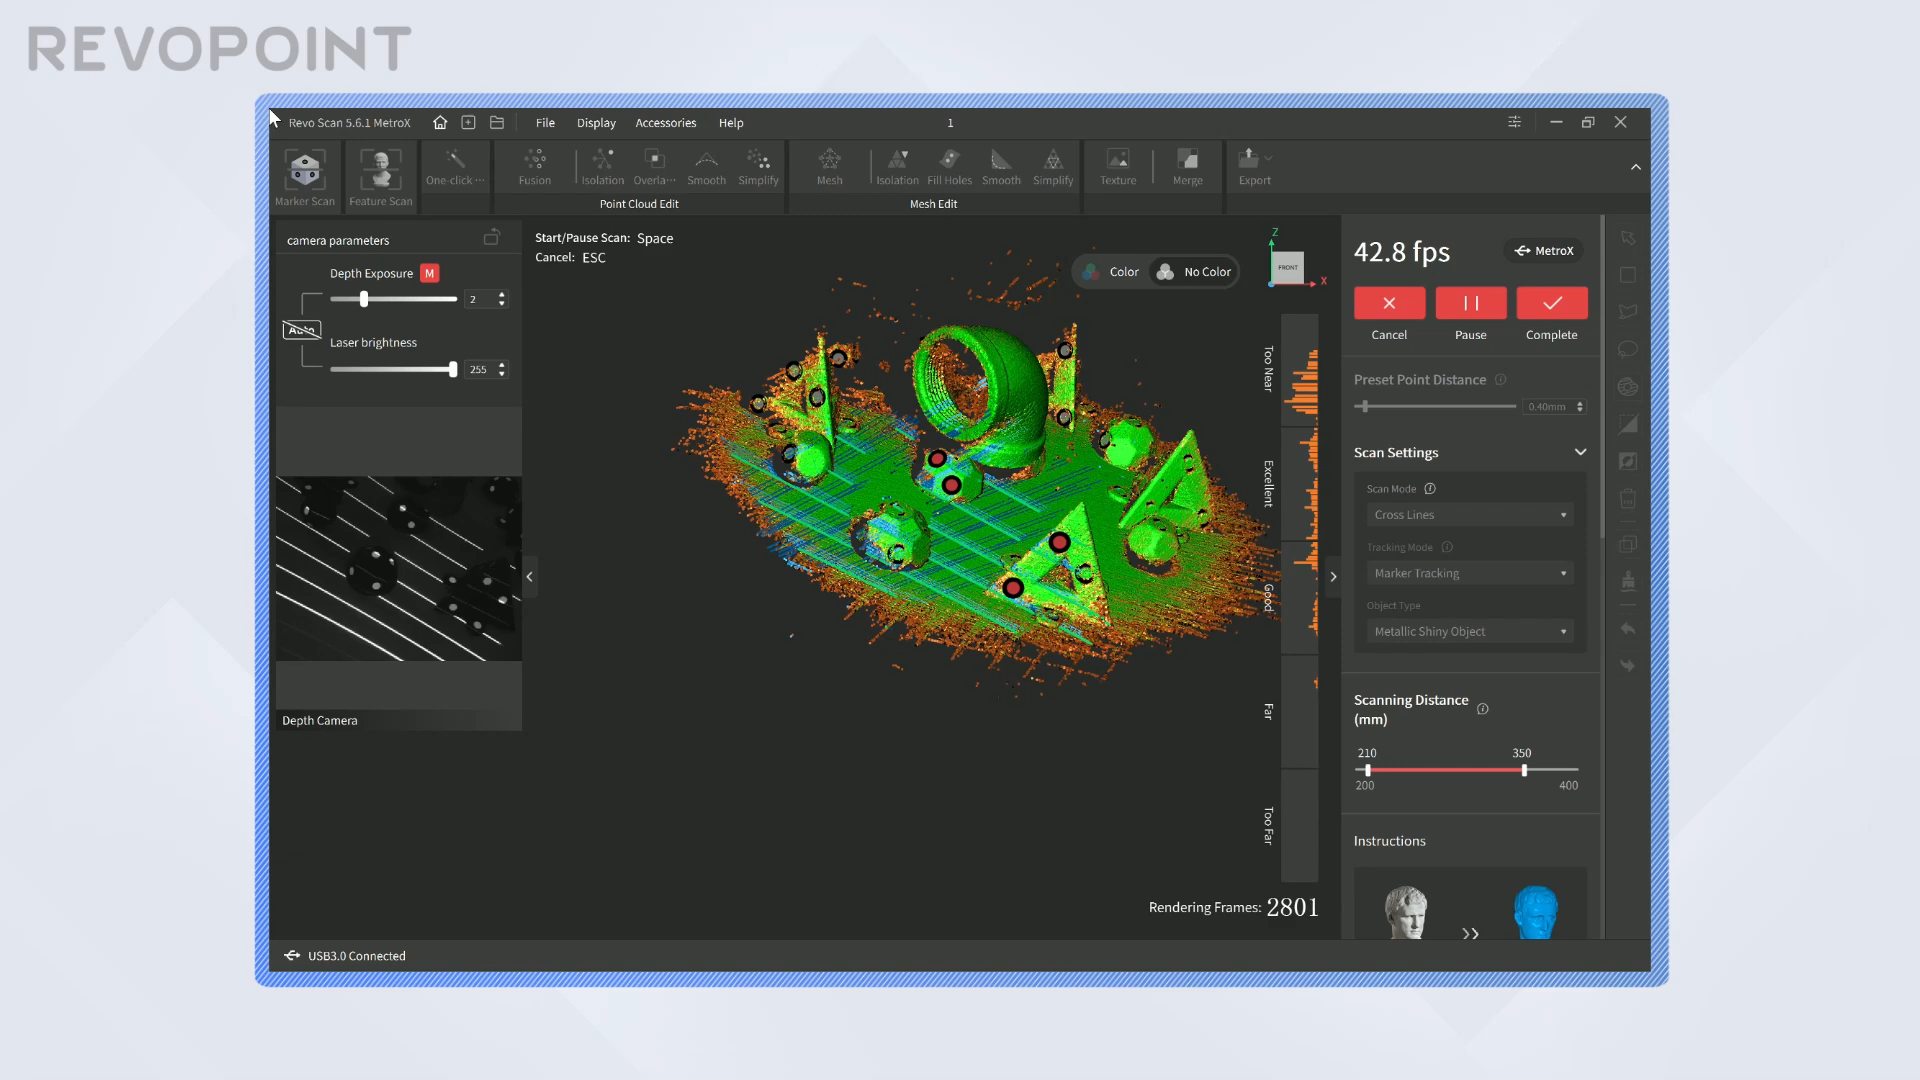 REVOPOINT
Revo Scan 5.6.1 MetroX
File
Display
Accessories
Help
1
Marker Scan
Feature Scan
One-click ···
Fusion
Isolation
Overla···
Smooth
Simplify
Point Cloud Edit
Mesh
Isolation
Fill Holes
Smooth
Simplify
Mesh Edit
Texture
Merge
Export
camera parameters
Depth Exposure M
2
Auto
Laser brightness
255
Depth Camera
Start/Pause Scan: Space
Cancel: ESC
Color
No Color
Z
FRONT
X
Too Near
Excellent
Good
Far
Too Far
Rendering Frames: 2801
42.8 fps
MetroX
Cancel
Pause
Complete
Preset Point Distance
0.40mm
Scan Settings
Scan Mode
Cross Lines
Tracking Mode
Marker Tracking
Object Type
Metallic Shiny Object
Scanning Distance
(mm)
210
350
200
400
Instructions
USB3.0 Connected